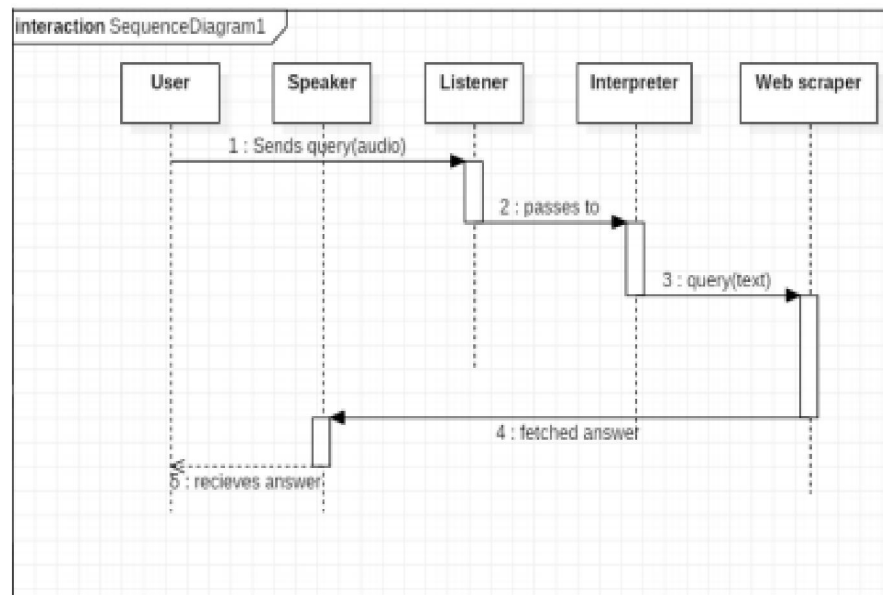 interaction SequenceDiagram1
User
Speaker
Listener
Interpreter
Web scraper
1 : Sends query(audio)
2 : passes to
3 : query(text)
4 : fetched answer
5 : recieves answer